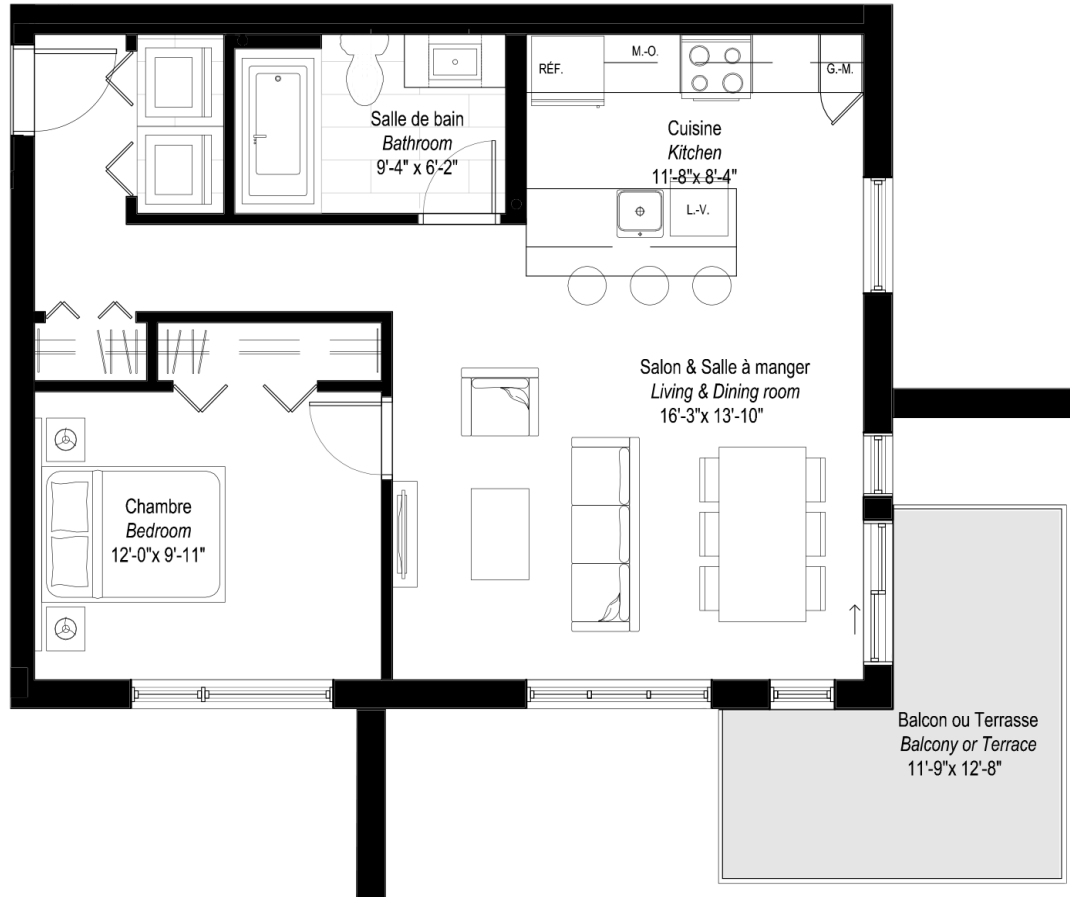 RÉF.
M.-O.
G.-M.
Salle de bain
Bathroom
9'-4" x 6'-2"
Cuisine
Kitchen
11'-8"x 8'-4"
L.-V.
Salon & Salle à manger
Living & Dining room
16'-3"x 13'-10"
Chambre
Bedroom
12'-0"x 9'-11"
Balcon ou Terrasse
Balcony or Terrace
11'-9"x 12'-8"